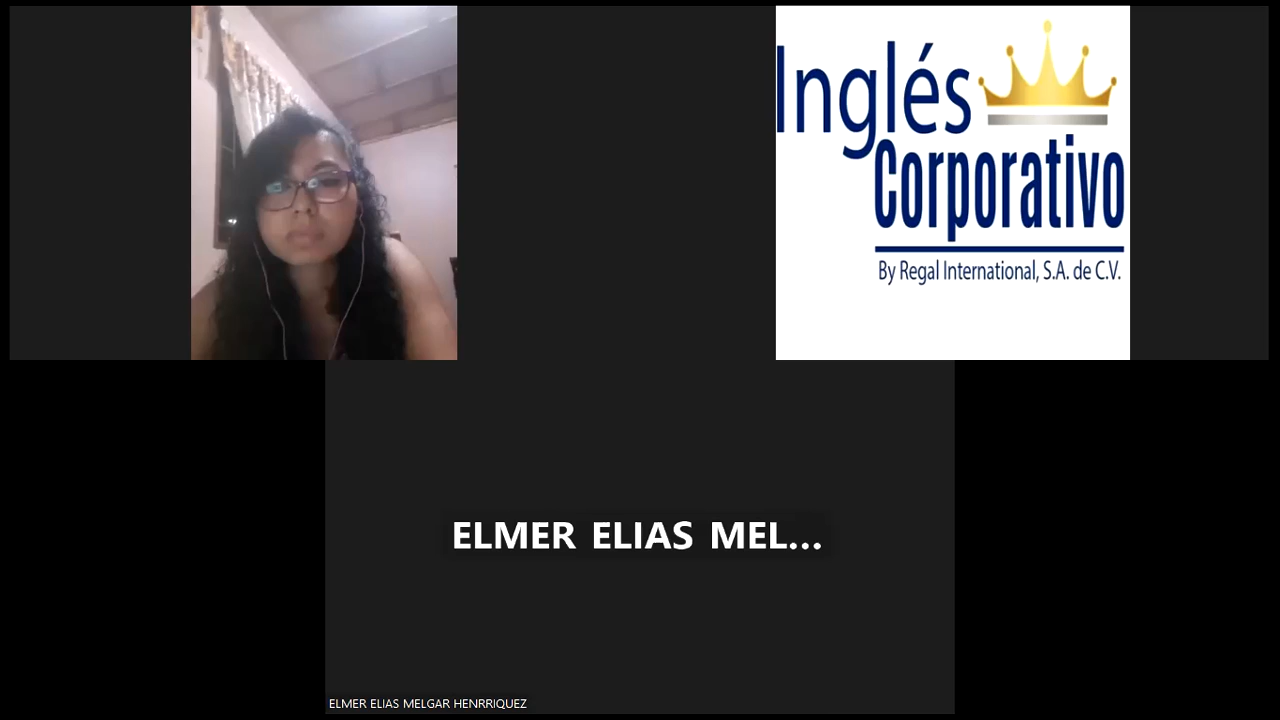 Inglés
Corporativo
By Regal International, S.A. de C.V.
ELMER ELIAS MEL...
ELMER ELIAS MELGAR HENRRIQUEZ